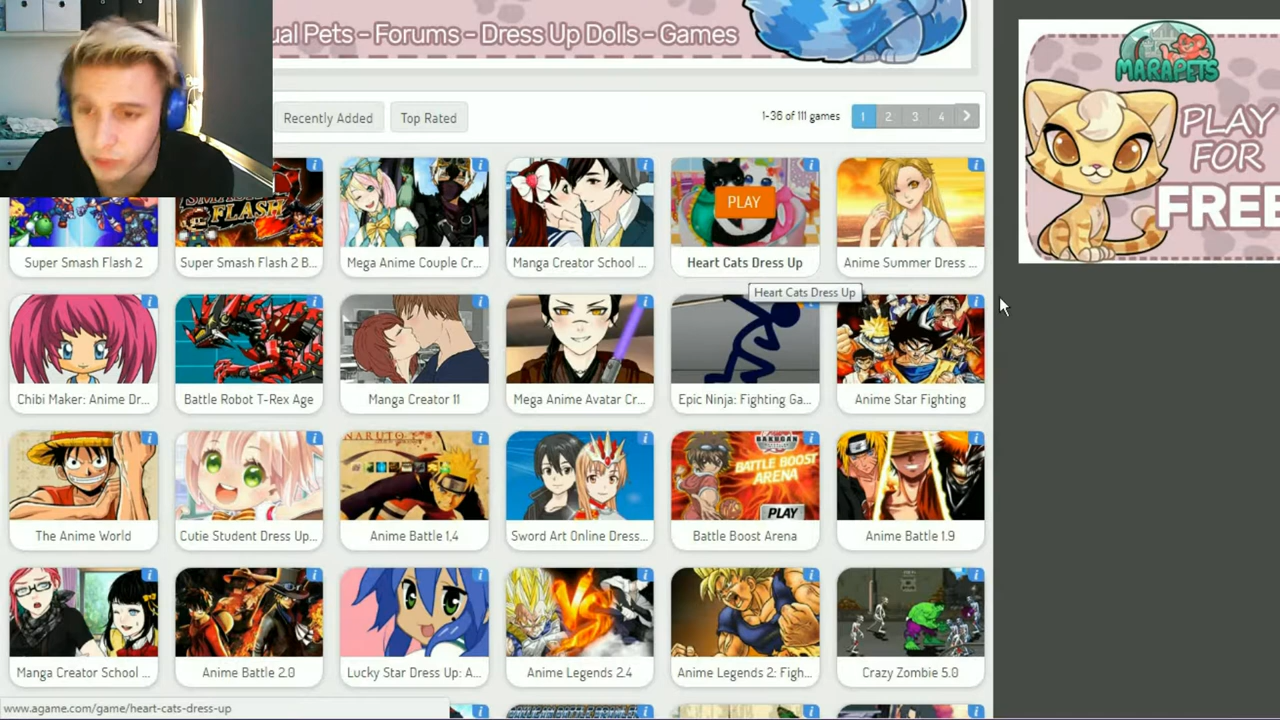 ual Pets - Forums - Dress Up Dolls - Games
MARAPETS
PLAY
FOR
FREE
Recently Added
Top Rated
1-36 of 111 games
1 2 3 4 >
FLASH
PLAY
Super Smash Flash 2
Super Smash Flash 2 B...
Mega Anime Couple Cr...
Manga Creator School ...
Heart Cats Dress Up
Anime Summer Dress ...
Heart Cats Dress Up
Chibi Maker: Anime Dr...
Battle Robot T-Rex Age
Manga Creator 11
Mega Anime Avatar Cr...
Epic Ninja: Fighting Ga...
Anime Star Fighting
NARUTO
BAKUGAN
BATTLE BOOST
ARENA
PLAY
The Anime World
Cutie Student Dress Up...
Anime Battle 1,4
Sword Art Online Dress...
Battle Boost Arena
Anime Battle 1.9
VS
Manga Creator School ...
Anime Battle 2.0
Lucky Star Dress Up: A...
Anime Legends 2.4
Anime Legends 2: Figh...
Crazy Zombie 5.0
www.agame.com/game/heart-cats-dress-up